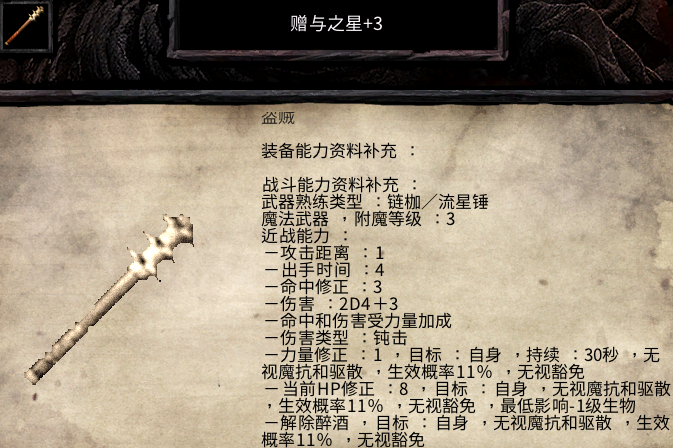 赠与之星+3
盗贼
装备能力资料补充 ：
战斗能力资料补充 ：
武器熟练类型 ：链枷／流星锤
魔法武器 ，附魔等级 ：3
近战能力 ：
－攻击距离 ：1
－出手时间 ：4
－命中修正 ：3
－伤害 ：2D4＋3
－命中和伤害受力量加成
－伤害类型 ：钝击
－力量修正 ：1 ，目标 ：自身 ，持续 ：30秒 ，无
视魔抗和驱散 ，生效概率11% ，无视豁免
－当前HP修正 ：8 ，目标 ：自身 ，无视魔抗和驱散
，生效概率11% ，无视豁免 ，最低影响-1级生物
－解除醉酒 ，目标 ：自身 ，无视魔抗和驱散 ，生效
概率11% ，无视豁免